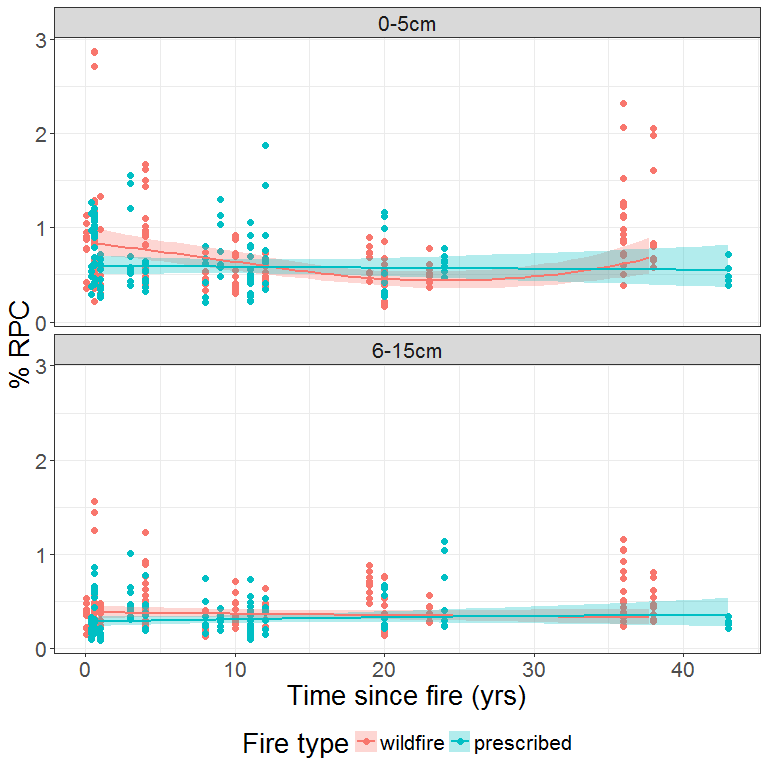 0-5cm
3
2
1
0
% RPC
6-15cm
3
2
1
0
0 10 20 30 40
Time since fire (yrs)
Fire type wildfire prescribed